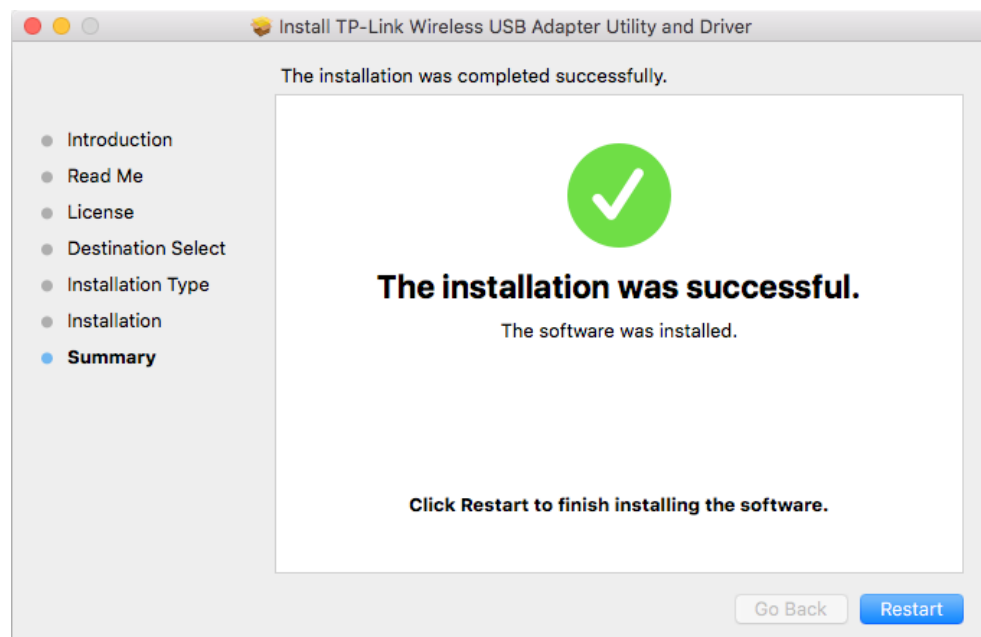 Install TP-Link Wireless USB Adapter Utility and Driver
The installation was completed successfully.
Introduction
Read Me
License
Destination Select
Installation Type
Installation
Summary
The installation was successful.
The software was installed.
Click Restart to finish installing the software.
Go Back
Restart